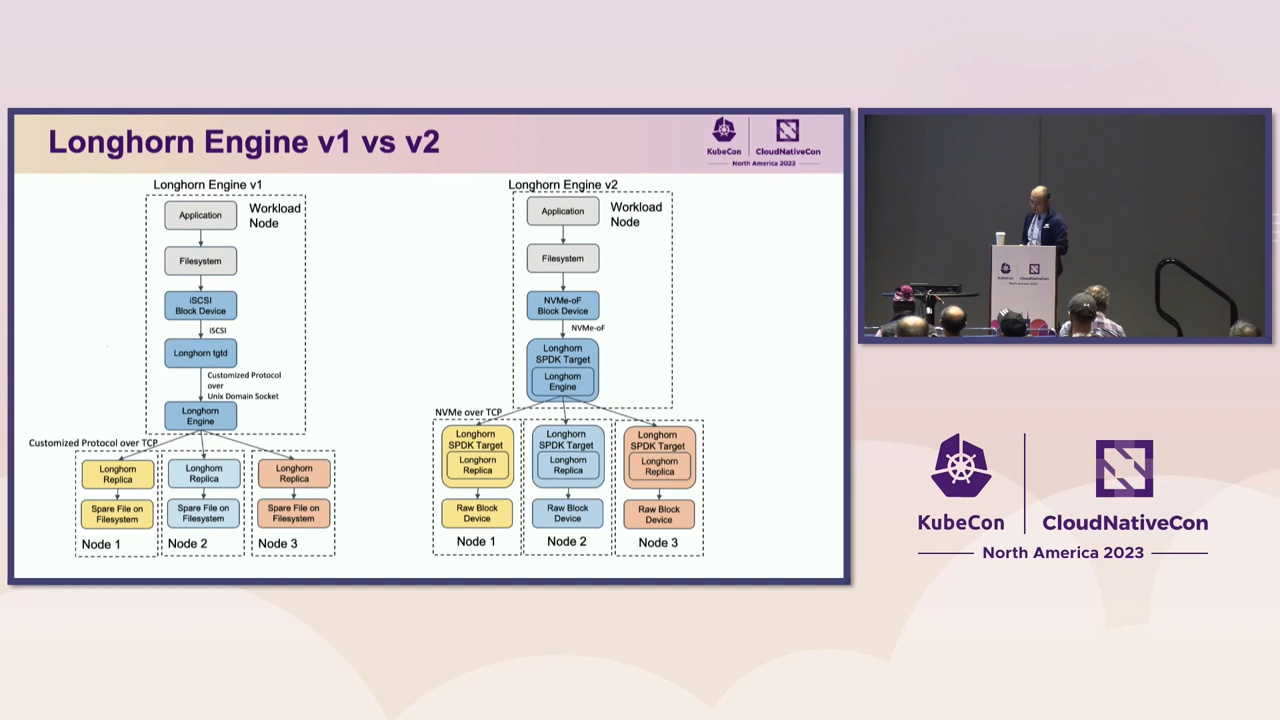 Longhorn Engine v1 vs v2
KubeCon
CloudNativeCon
North America 2023
Longhorn Engine v1
Workload
Node
Application
Filesystem
iSCSI
Block Device
iSCSI
Longhorn tgtd
Customized Protocol
over
Unix Domain Socket
Longhorn
Engine
Customized Protocol over TCP
Longhorn
Replica
Longhorn
Replica
Longhorn
Replica
Spare File on
Filesystem
Spare File on
Filesystem
Spare File on
Filesystem
Node 1
Node 2
Node 3
Longhorn Engine v2
Workload
Node
Application
Filesystem
NVMe-oF
Block Device
NVMe-oF
Longhorn
SPDK Target
Longhorn
Engine
NVMe over TCP
Longhorn
SPDK Target
Longhorn
Replica
Longhorn
SPDK Target
Longhorn
Replica
Longhorn
SPDK Target
Longhorn
Replica
Raw Block
Device
Raw Block
Device
Raw Block
Device
Node 1
Node 2
Node 3
KubeCon
CloudNativeCon
KubeCon
CloudNativeCon
North America 2023